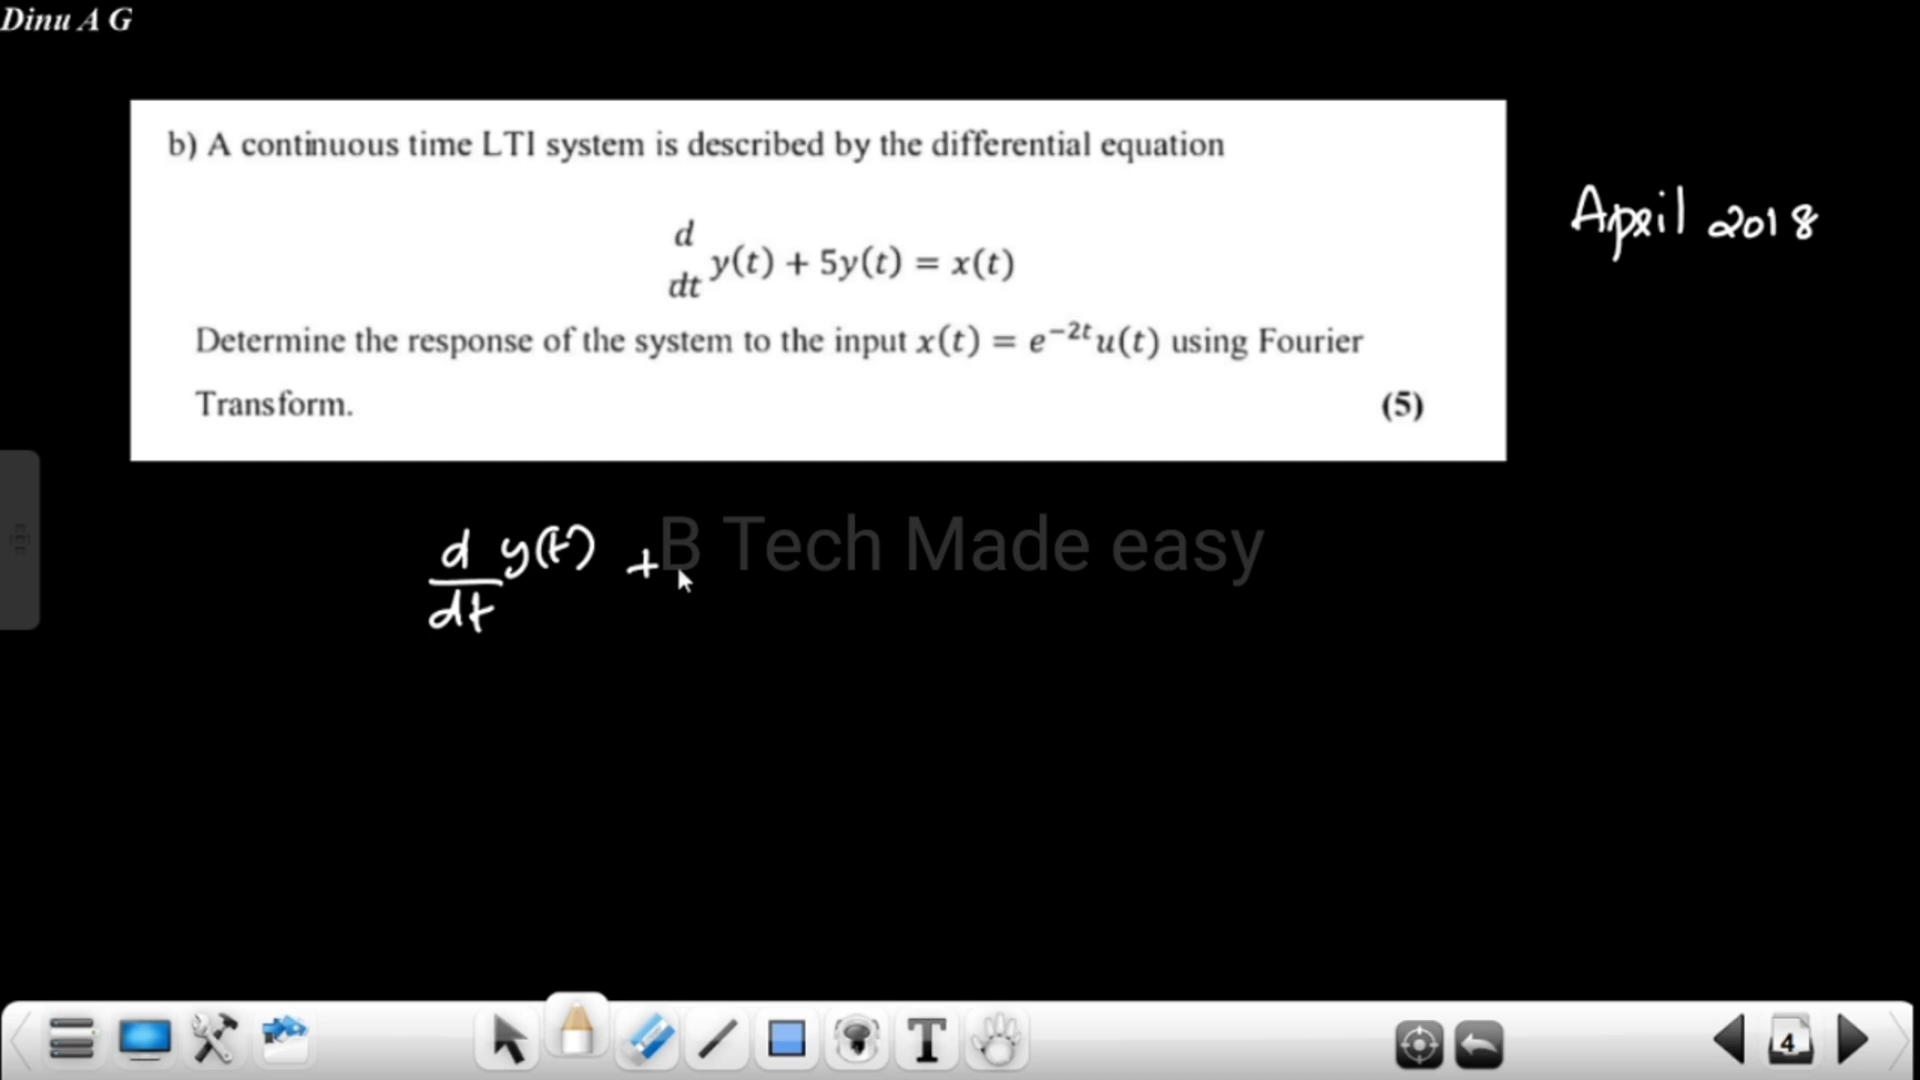 Dinu A G
b) A continuous time LTI system is described by the differential equation
d
dt y(t) + 5y(t) = x(t)
April 2018
Determine the response of the system to the input x(t) = e^{-2t}u(t) using Fourier
Transform. (5)
d/dt y(t) +
B Tech Made easy
T
4